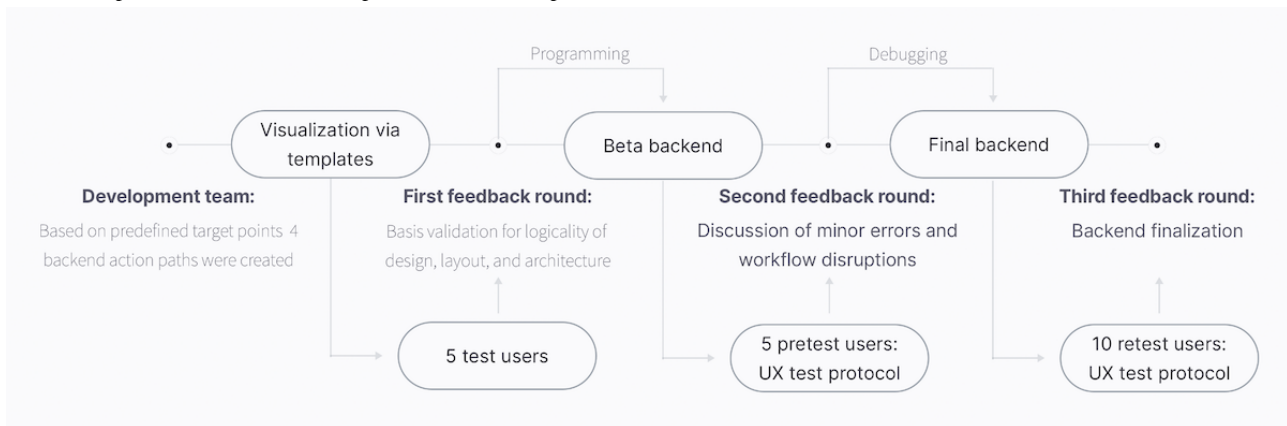 Programming
Debugging
Visualization via
templates
Beta backend
Final backend
Development team:
Based on predefined target points 4
backend action paths were created
First feedback round:
Basis validation for logicality of
design, layout, and architecture
Second feedback round:
Discussion of minor errors and
workflow disruptions
Third feedback round:
Backend finalization
5 test users
5 pretest users:
UX test protocol
10 retest users:
UX test protocol